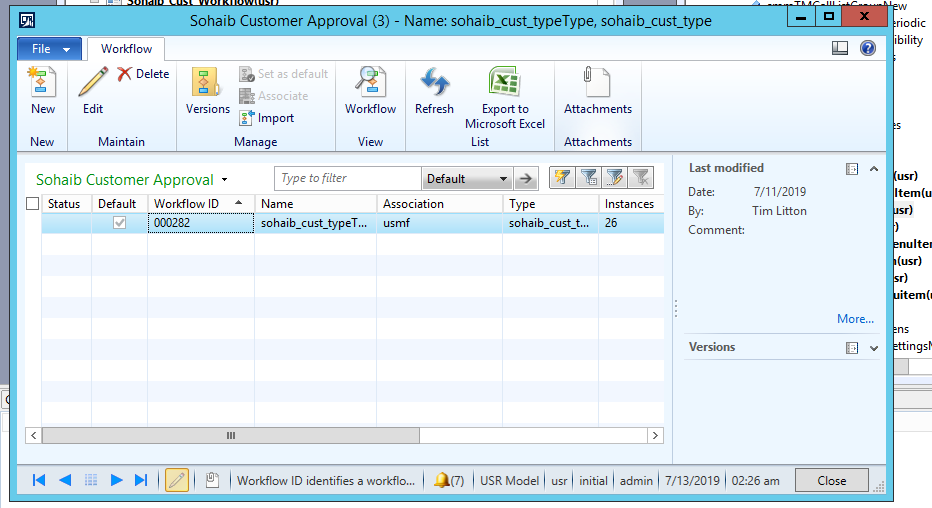 Sohaib_Cust_Workflow(usr)
Sohaib Customer Approval (3) - Name: sohaib_cust_typeType, sohaib_cust_type
File
Workflow
New
Edit
Delete
Versions
Set as default
Associate
Import
Workflow
Refresh
Export to
Microsoft Excel
Attachments
New
Maintain
Manage
View
List
Attachments
Sohaib Customer Approval
Type to filter
Default
Status Default Workflow ID Name Association Type Instances
000282 sohaib_cust_typeT... usmf sohaib_cust_t... 26
Last modified
Date: 7/11/2019
By: Tim Litton
Comment:
More...
Versions
Workflow ID identifies a workflo...
(7)
USR Model
usr
initial
admin
7/13/2019
02:26 am
Close